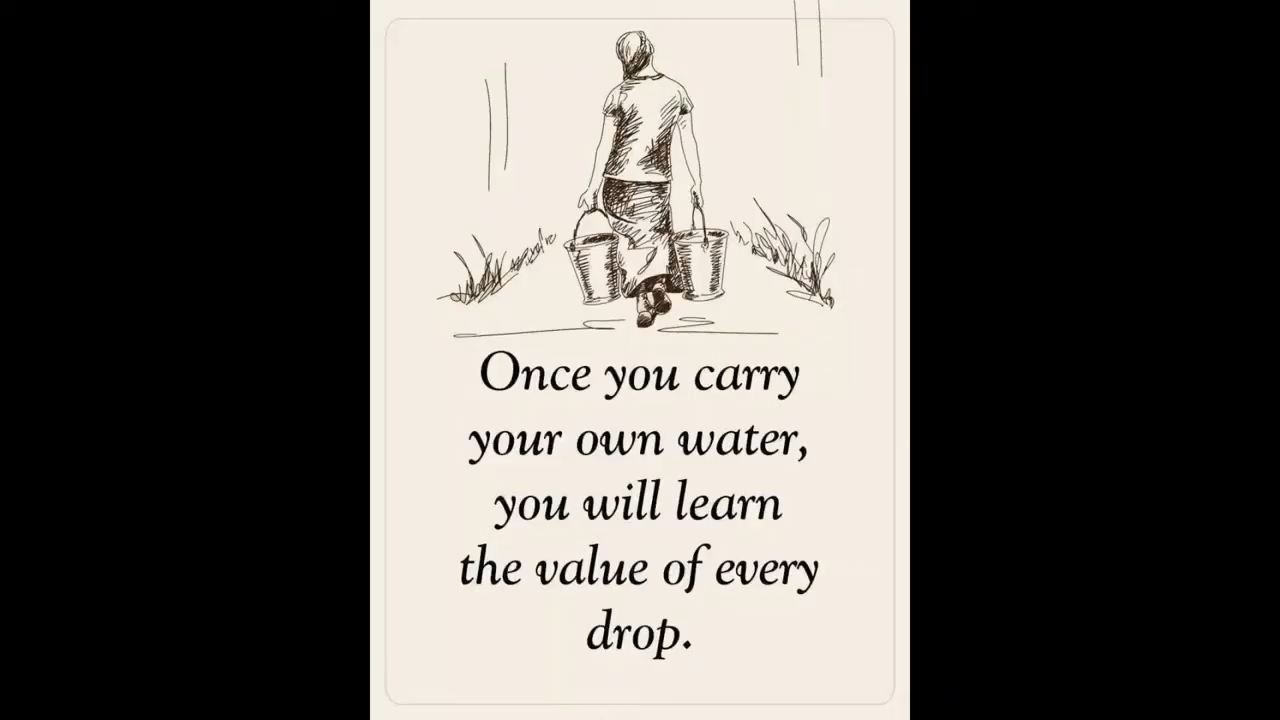 Once you carry
your own water,
you will learn
the value of every
drop.